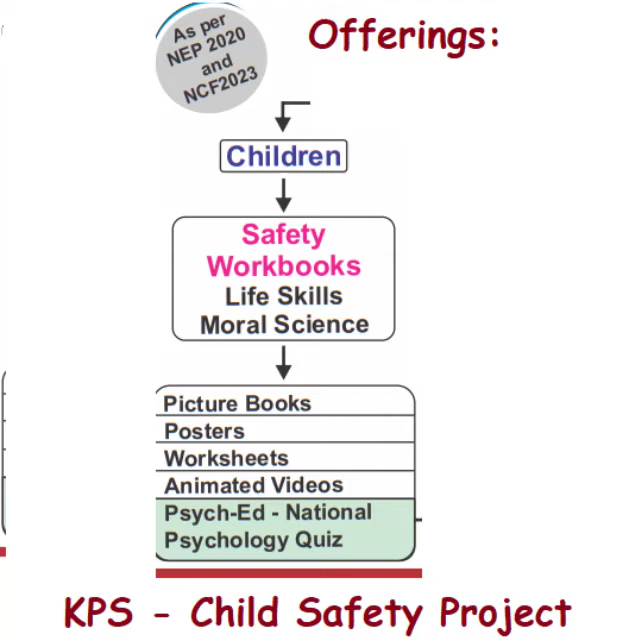 As per
NEP 2020
and
NCF2023
Offerings:
Children
Safety
Workbooks
Life Skills
Moral Science
Picture Books
Posters
Worksheets
Animated Videos
Psych-Ed - National
Psychology Quiz
KPS - Child Safety Project